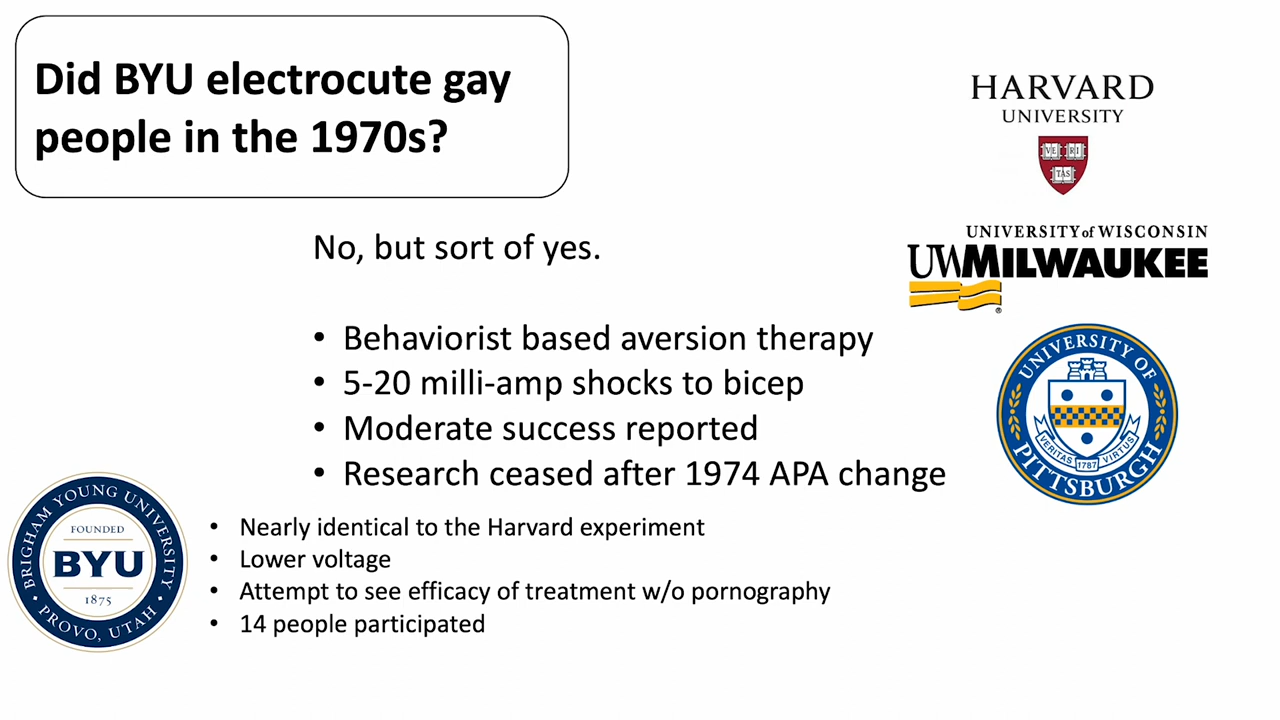 Did BYU electrocute gay
people in the 1970s?
HARVARD
UNIVERSITY
VE RI
TAS
No, but sort of yes.
UNIVERSITY of WISCONSIN
UWMILWAUKEE
®
• Behaviorist based aversion therapy
• 5-20 milli-amp shocks to bicep
• Moderate success reported
• Research ceased after 1974 APA change
UNIVERSITY OF
PITTSBURGH
VERITAS 1787 VIRTUS
BRIGHAM YOUNG UNIVERSITY
FOUNDED
BYU
1875
PROVO, UTAH
• Nearly identical to the Harvard experiment
• Lower voltage
• Attempt to see efficacy of treatment w/o pornography
• 14 people participated